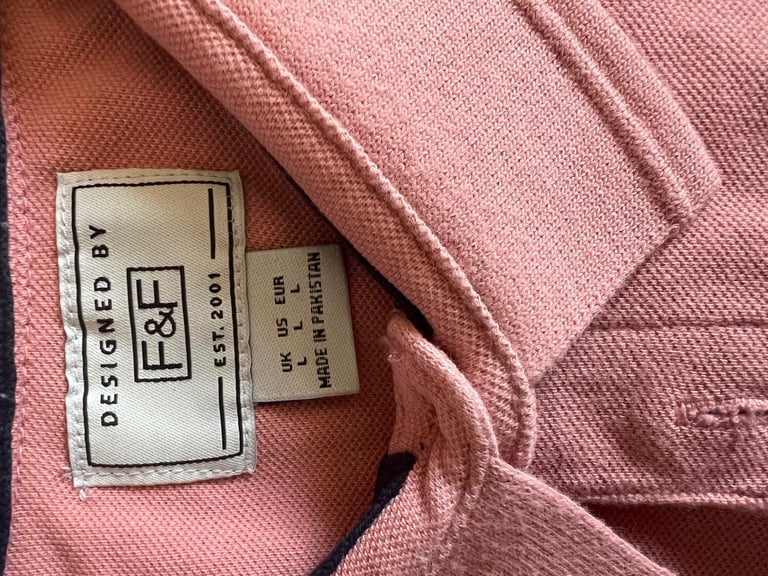 DESIGNED BY
F&F
EST. 2001
UK US EUR
L L L
MADE IN PAKISTAN